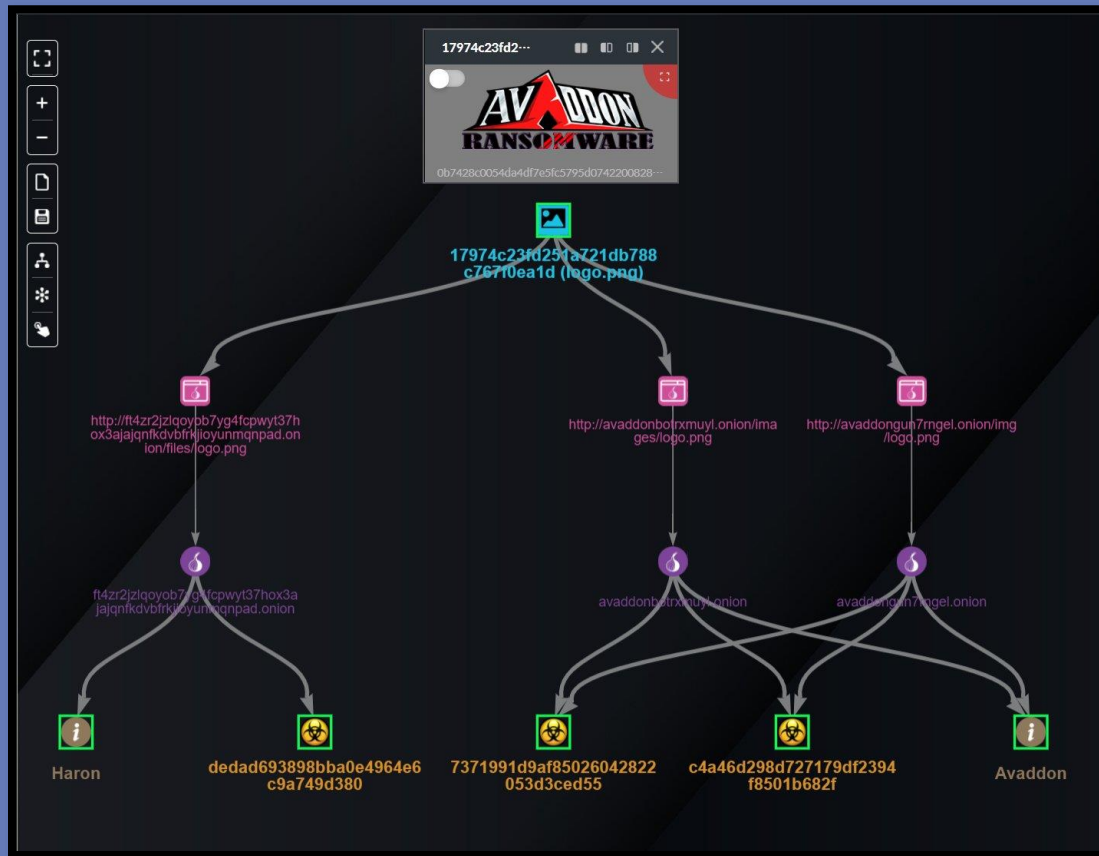 17974c23fd2···
AVADDON
RANSOMWARE
0b7428c0054da4df7e5fc5795d0742200828···
17974c23fd251a721db788
c767f0ea1d (logo.png)
http://ft4zr2jzlqoyob7yg4fcpwyt37h
ox3ajajqnfkdvbfrkjioyunmqnpad.on
ion/files/logo.png
http://avaddonbotrxmuyl.onion/ima
ges/logo.png
http://avaddongun7rngel.onion/img
/logo.png
ft4zr2jzlqoyob7yg4fcpwyt37hox3a
jajqnfkdvbfrkjioyunmqnpad.onion
avaddonbotrxmuyl.onion
avaddongun7rngel.onion
Haron
dedad693898bba0e4964e6
c9a749d380
7371991d9af85026042822
053d3ced55
c4a46d298d727179df2394
f8501b682f
Avaddon